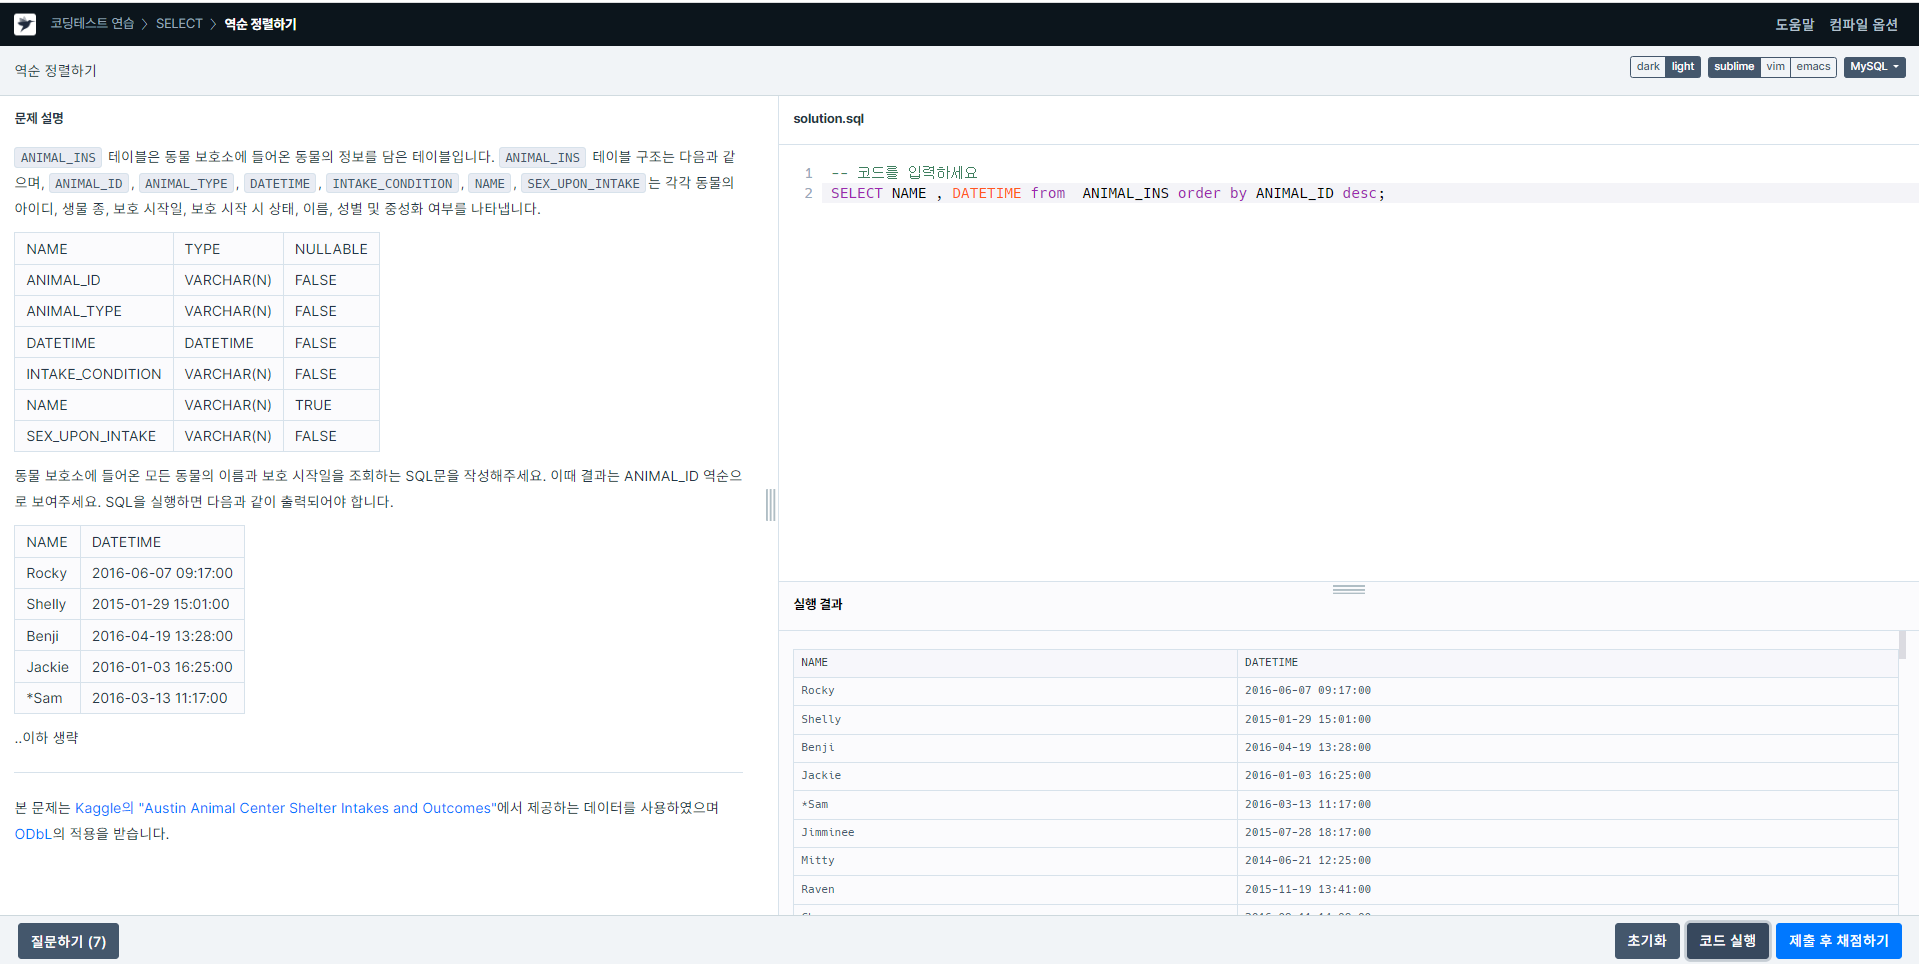 코딩테스트 연습 > SELECT > 역순 정렬하기
도움말 컴파일 옵션
역순 정렬하기
dark light sublime vim emacs MySQL
문제 설명
ANIMAL_INS 테이블은 동물 보호소에 들어온 동물의 정보를 담은 테이블입니다. ANIMAL_INS 테이블 구조는 다음과 같
으며, ANIMAL_ID, ANIMAL_TYPE, DATETIME, INTAKE_CONDITION, NAME, SEX_UPON_INTAKE는 각각 동물의
아이디, 생물 종, 보호 시작일, 보호 시작 시 상태, 이름, 성별 및 중성화 여부를 나타냅니다.
NAME TYPE NULLABLE
ANIMAL_ID VARCHAR(N) FALSE
ANIMAL_TYPE VARCHAR(N) FALSE
DATETIME DATETIME FALSE
INTAKE_CONDITION VARCHAR(N) FALSE
NAME VARCHAR(N) TRUE
SEX_UPON_INTAKE VARCHAR(N) FALSE
동물 보호소에 들어온 모든 동물의 이름과 보호 시작일을 조회하는 SQL문을 작성해주세요. 이때 결과는 ANIMAL_ID 역순으
로 보여주세요. SQL을 실행하면 다음과 같이 출력되어야 합니다.
NAME DATETIME
Rocky 2016-06-07 09:17:00
Shelly 2015-01-29 15:01:00
Benji 2016-04-19 13:28:00
Jackie 2016-01-03 16:25:00
*Sam 2016-03-13 11:17:00
..이하 생략
본 문제는 Kaggle의 "Austin Animal Center Shelter Intakes and Outcomes"에서 제공하는 데이터를 사용하였으며
ODbL의 적용을 받습니다.
solution.sql
1 -- 코드를 입력하세요
2 SELECT NAME , DATETIME from  ANIMAL_INS order by ANIMAL_ID desc;
실행 결과
NAME DATETIME
Rocky 2016-06-07 09:17:00
Shelly 2015-01-29 15:01:00
Benji 2016-04-19 13:28:00
Jackie 2016-01-03 16:25:00
*Sam 2016-03-13 11:17:00
Jimminee 2015-07-28 18:17:00
Mitty 2014-06-21 12:25:00
Raven 2015-11-19 13:41:00
질문하기 (7)
초기화 코드 실행 제출 후 채점하기